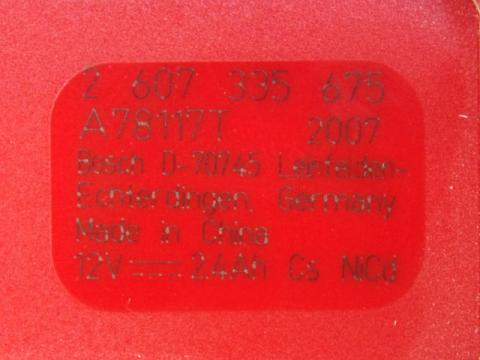 2 607 335 675
A78117T 2007
Bosch D-70745 Leinfelden-
Echterdingen, Germany
Made in China
12V ⎓ 2.4Ah Cs NiCd